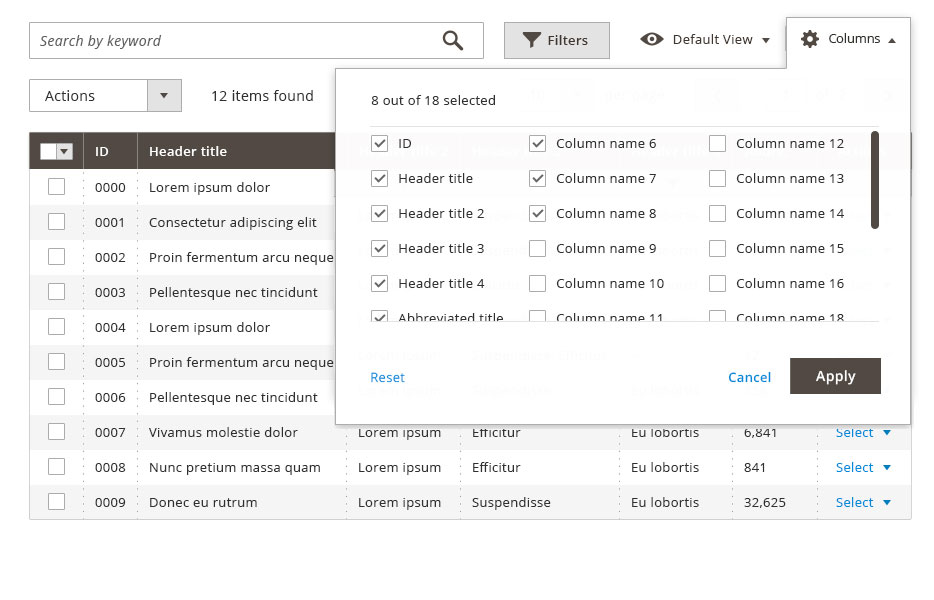 Search by keyword
Filters
Default View
Columns
Actions
12 items found
per page
of
8 out of 18 selected
ID
Column name 6
Column name 12
Header title
Column name 7
Column name 13
Header title 2
Column name 8
Column name 14
Header title 3
Column name 9
Column name 15
Header title 4
Column name 10
Column name 16
Abbreviated title
Column name 11
Column name 18
Reset
Cancel
Apply
ID Header title
0000 Lorem ipsum dolor
0001 Consectetur adipiscing elit
0002 Proin fermentum arcu neque
0003 Pellentesque nec tincidunt
0004 Lorem ipsum dolor
0005 Proin fermentum arcu neque
0006 Pellentesque nec tincidunt
0007 Vivamus molestie dolor Lorem ipsum Efficitur Eu lobortis 6,841 Select
0008 Nunc pretium massa quam Lorem ipsum Efficitur Eu lobortis 841 Select
0009 Donec eu rutrum Lorem ipsum Suspendisse Eu lobortis 32,625 Select